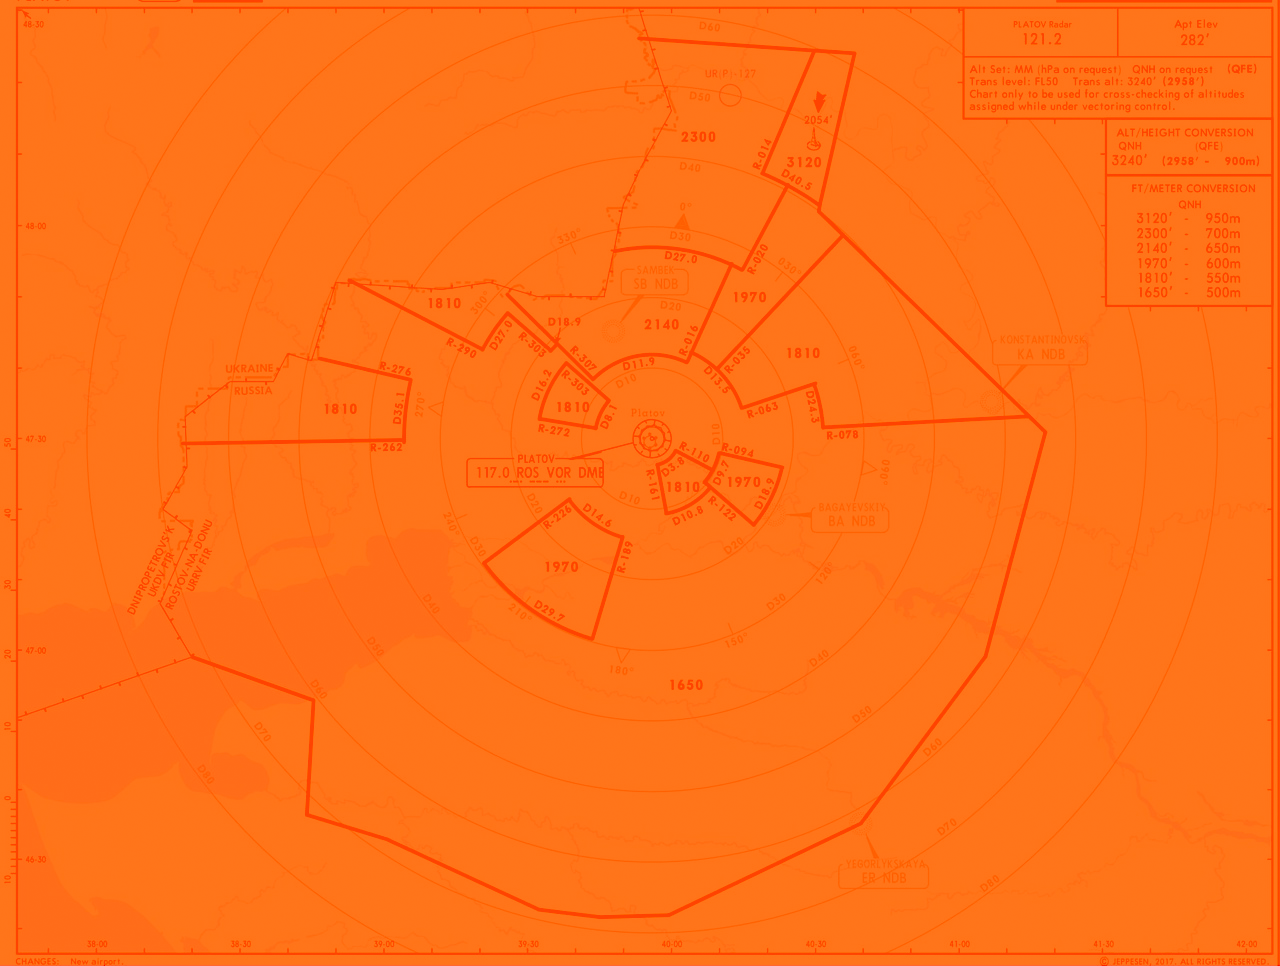 48-30
PLATOV Radar
121.2
Apt Elev
282'
Alt Set: MM (hPa on request) QNH on request (QFE)
Trans level: FL50 Trans alt: 3240' (2958')
Chart only to be used for cross-checking of altitudes
assigned while under vectoring control.
ALT/HEIGHT CONVERSION
QNH (QFE)
3240' (2958' - 900m)
FT/METER CONVERSION
QNH
3120' - 950m
2300' - 700m
2140' - 650m
1970' - 600m
1810' - 550m
1650' - 500m
D60
UR(P)-137
D50
2300
2054'
R-014
3120
D40.5
D40
48-00
0°
330°
D30
D27.0
R-020
030°
SAMBEK
SB NDB
1970
1810
300°
D20
D18.9
2140
R-016
D27.0
R-303
R-290
R-307
D11.9
R-035
1810
060°
KONSTANTINOVSK
KA NDB
UKRAINE
RUSSIA
R-276
D16.2
R-303
D10
D13.5
1810
D35.1
270°
1810
D8.1
Platov
R-063
D24.3
R-272
D10
R-078
47-30
R-262
PLATOV
117.0 ROS VOR DME
R-110
R-094
D3.8
D9.7
090°
R-161
1810
1970
D18.9
D10
D10.8
R-122
BAGAYEVSKIY
BA NDB
D20
R-226
D14.6
240°
D30
D20
DNIPROPETROVS'K
UKDV FIR
ROSTOV-NA-DONU
URRV FIR
1970
R-189
120°
D40
210°
D29.7
D30
150°
D50
180°
D40
47-00
1650
D60
D50
D70
D60
D80
D70
46-30
YEGORLYKSKAYA
ER NDB
D80
38-00
38-30
39-00
39-30
40-00
40-30
41-00
41-30
42-00
CHANGES: New airport.
© JEPPESEN, 2017. ALL RIGHTS RESERVED.